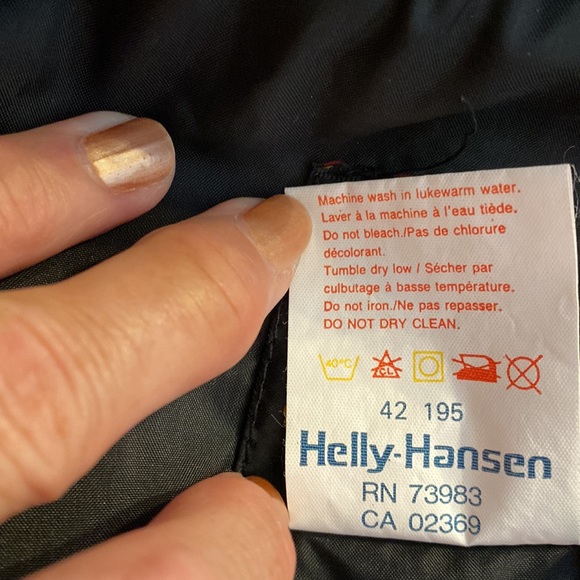 Machine wash in lukewarm water.
Laver à la machine à l'eau tiède.
Do not bleach./Pas de chlorure
décolorant.
Tumble dry low / Sécher par
culbutage à basse température.
Do not iron./Ne pas repasser.
DO NOT DRY CLEAN.
40°C CL
42 195
Helly-Hansen
RN 73983
CA 02369